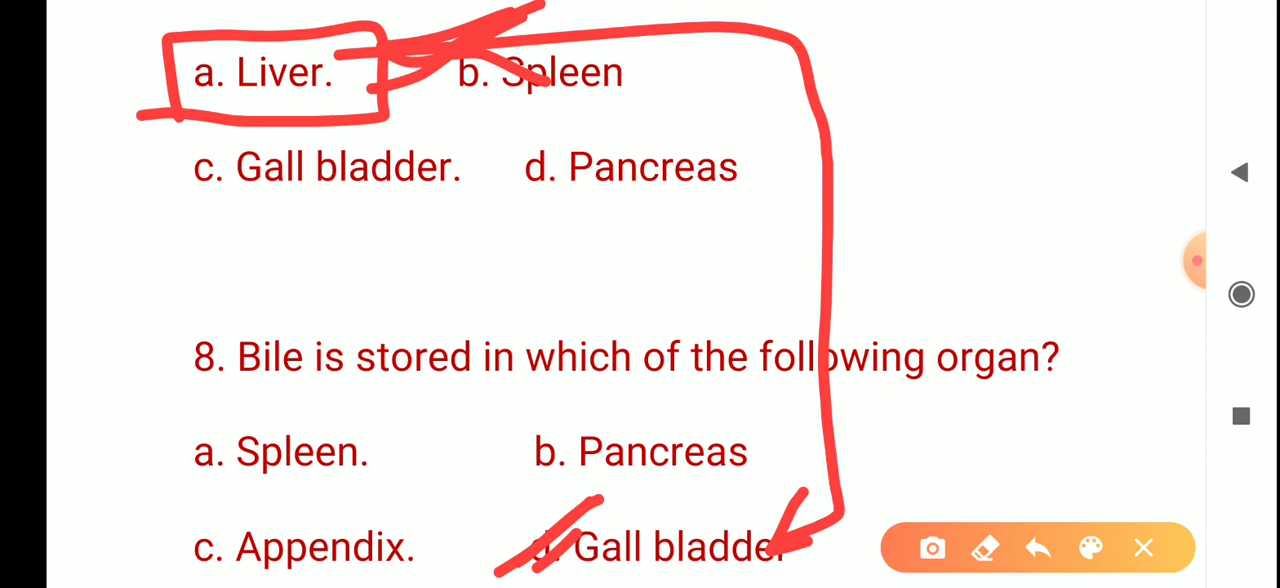 a. Liver. b. Spleen
c. Gall bladder. d. Pancreas
8. Bile is stored in which of the following organ?
a. Spleen. b. Pancreas
c. Appendix. d. Gall bladder